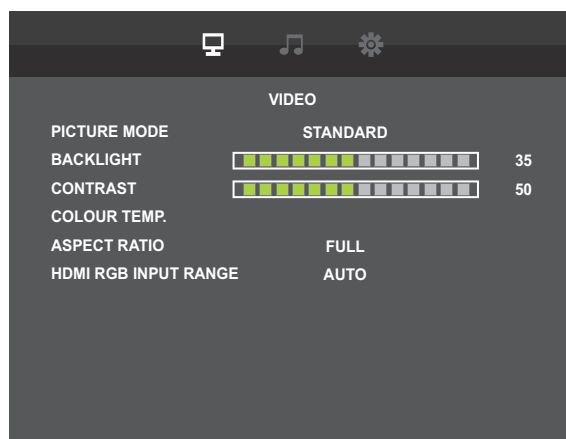 VIDEO
PICTURE MODE STANDARD
BACKLIGHT 35
CONTRAST 50
COLOUR TEMP.
ASPECT RATIO FULL
HDMI RGB INPUT RANGE AUTO